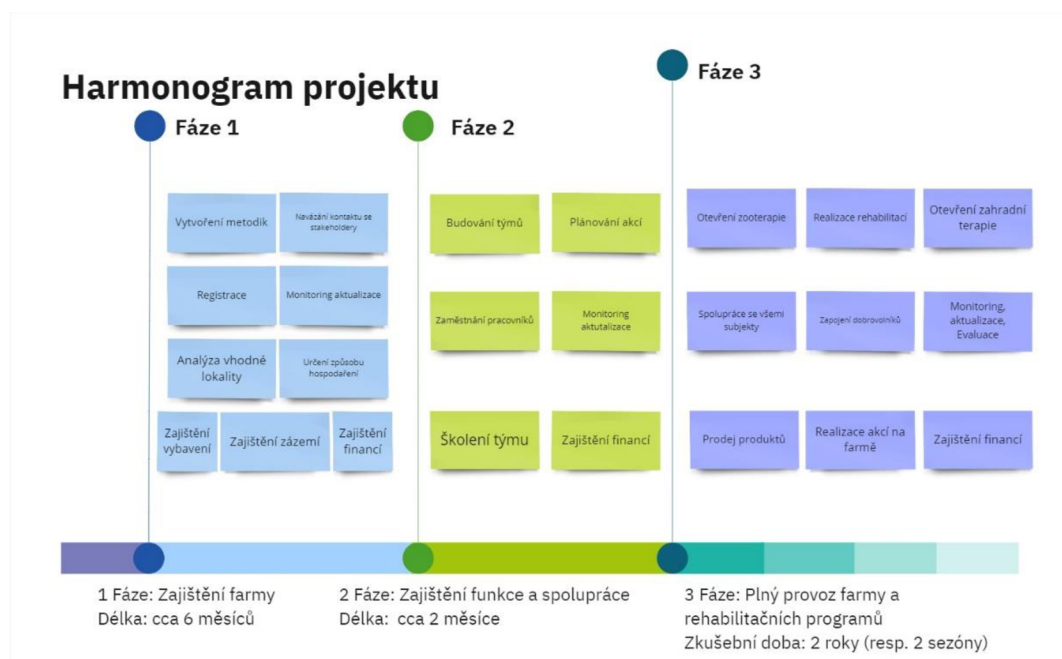 Harmonogram projektu
Fáze 1
Fáze 2
Fáze 3
Vytvoření metodik
Navázání kontaktu se
stakeholdery
Registrace
Monitoring aktualizace
Analýza vhodné
lokality
Určení způsobu
hospodaření
Zajištění
vybavení
Zajištění zázemí
Zajištění
financí
Budování týmů
Plánování akcí
Zaměstnání pracovníků
Monitoring
aktutalizace
Školení týmu
Zajištění financí
Otevření zooterapie
Realizace rehabilitací
Otevření zahradní
terapie
Spolupráce se všemi
subjekty
Zapojení dobrovolníků
Monitoring,
aktualizace,
Evaluace
Prodej produktů
Realizace akcí na
farmě
Zajištění financí
1 Fáze: Zajištění farmy
Délka: cca 6 měsíců
2 Fáze: Zajištění funkce a spolupráce
Délka: cca 2 měsíce
3 Fáze: Plný provoz farmy a
rehabilitačních programů
Zkušební doba: 2 roky (resp. 2 sezóny)